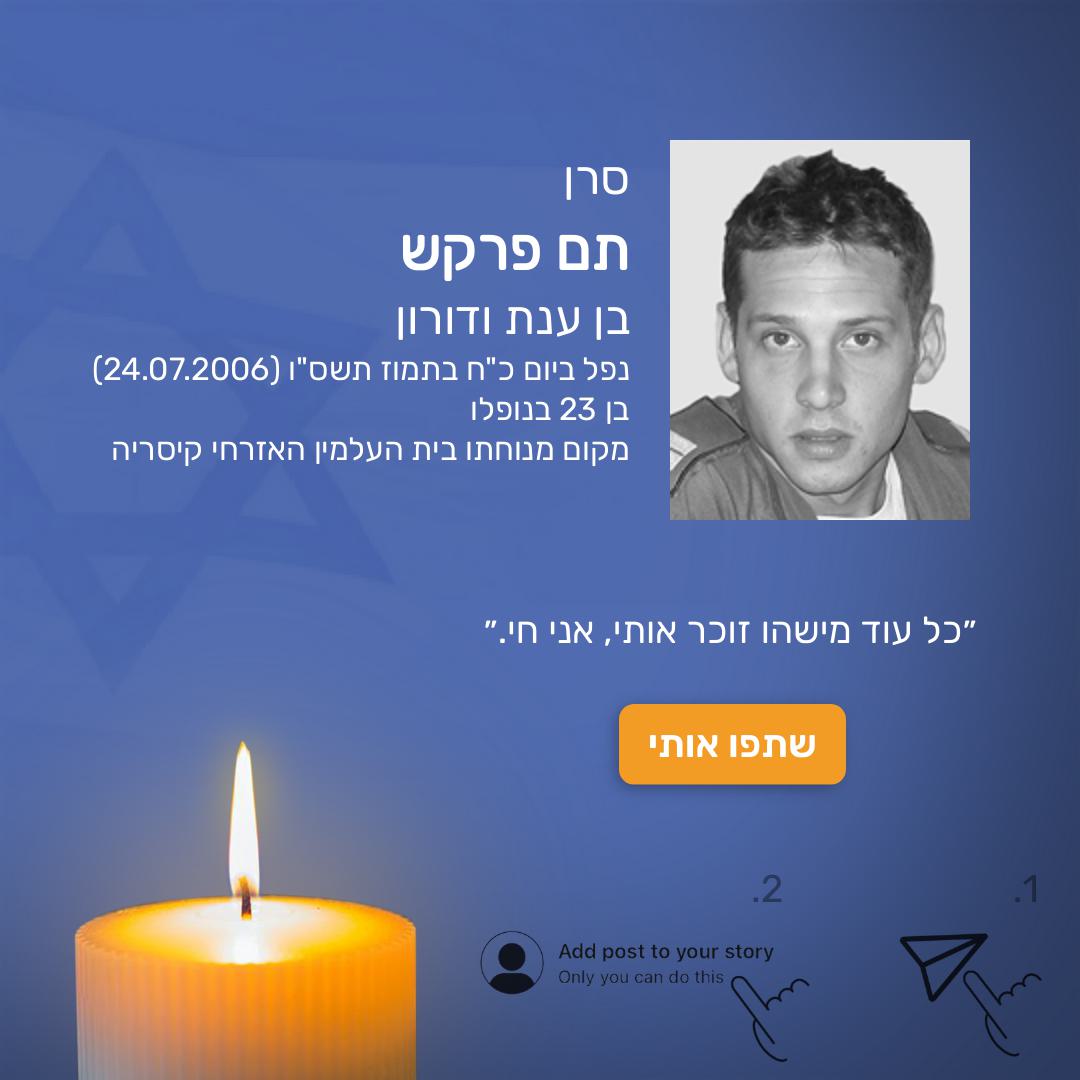 סרן
תם פרקש
בן ענת ודורון
נפל ביום כ"ח בתמוז תשס"ו (24.07.2006)
בן 23 בנופלו
מקום מנוחתו בית העלמין האזרחי קיסריה
״כל עוד מישהו זוכר אותי, אני חי.״
שתפו אותי
1.
2.
Add post to your story
Only you can do this